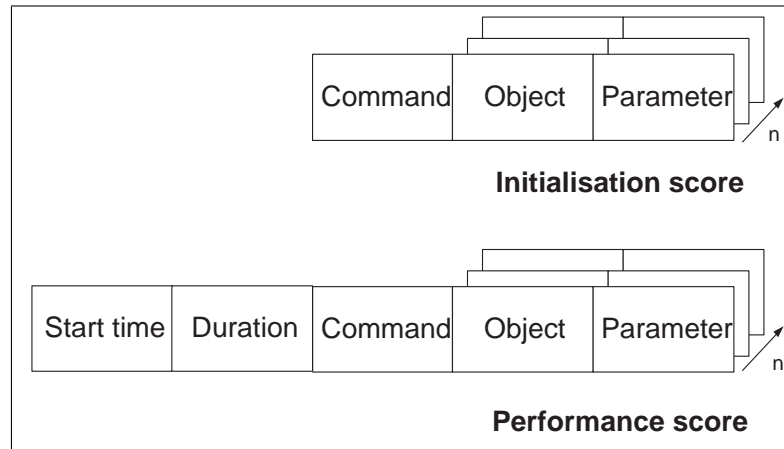 Command Object Parameter
n
Initialisation score
Start time Duration Command Object Parameter
n
Performance score